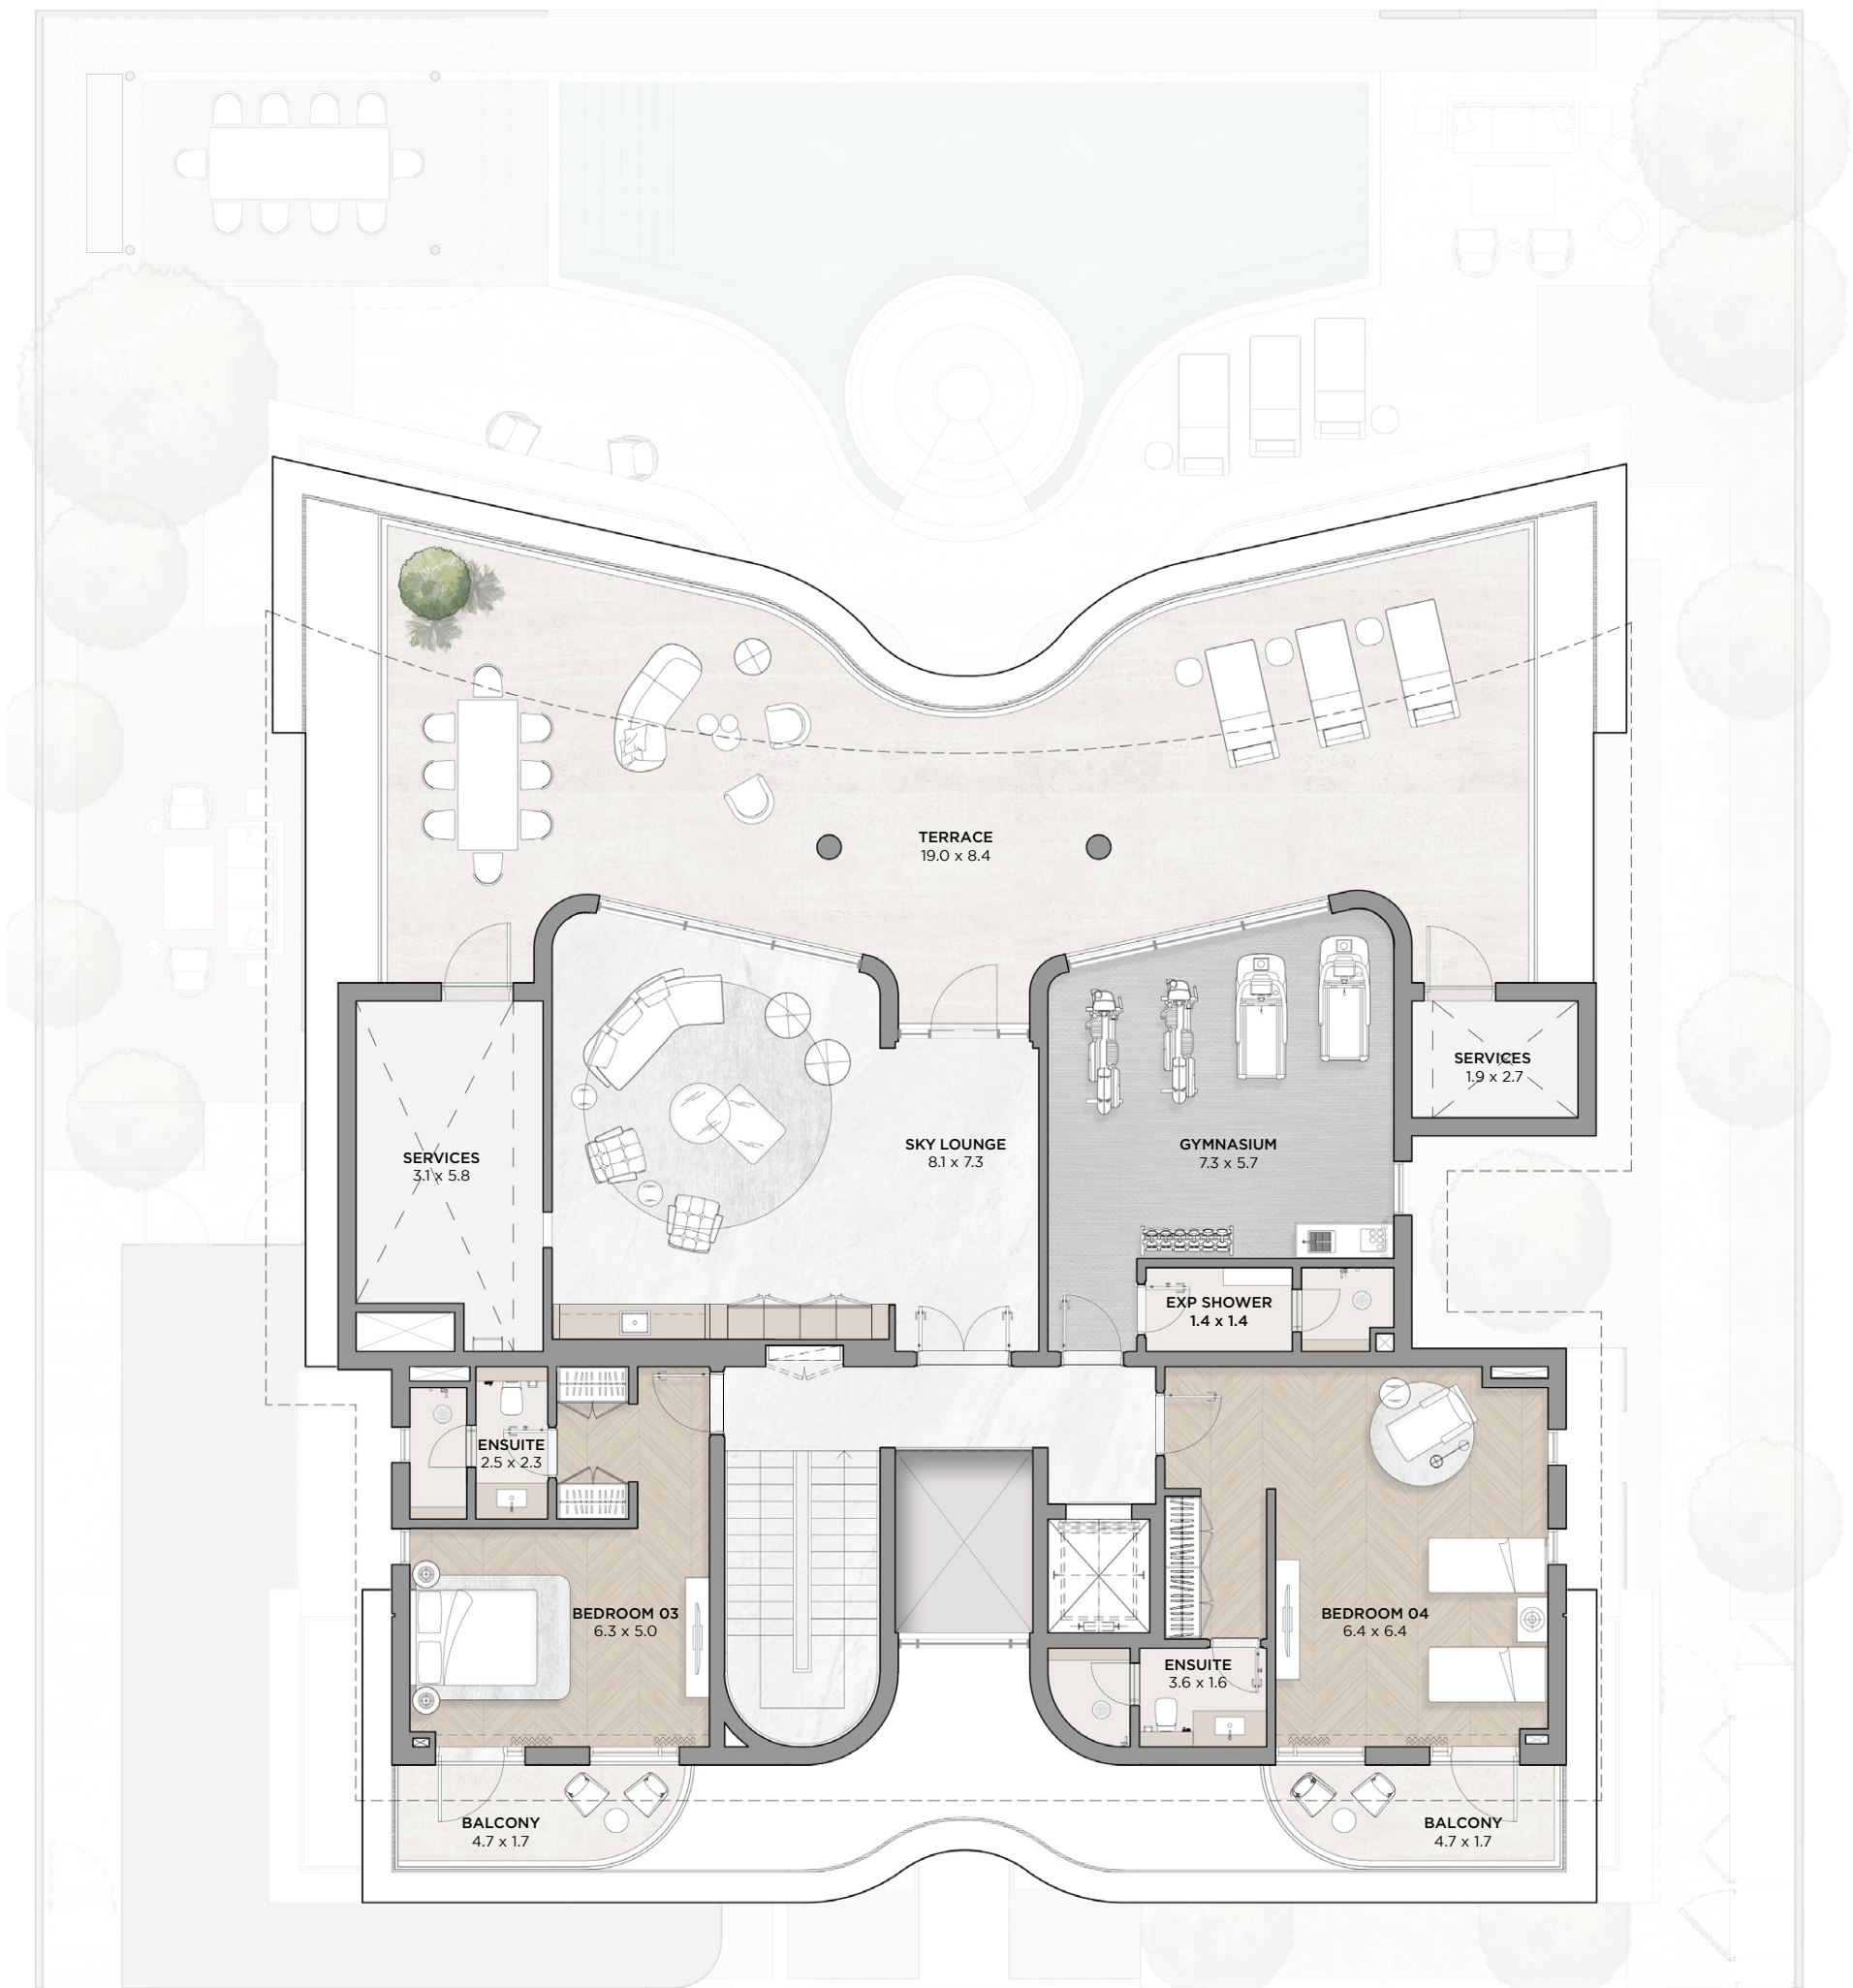 TERRACE
19.0 x 8.4
SERVICES
1.9 x 2.7
SKY LOUNGE
8.1 x 7.3
GYMNASIUM
7.3 x 5.7
SERVICES
3.1 x 5.8
EXP SHOWER
1.4 x 1.4
ENSUITE
2.5 x 2.3
BEDROOM 03
6.3 x 5.0
BEDROOM 04
6.4 x 6.4
ENSUITE
3.6 x 1.6
BALCONY
4.7 x 1.7
BALCONY
4.7 x 1.7